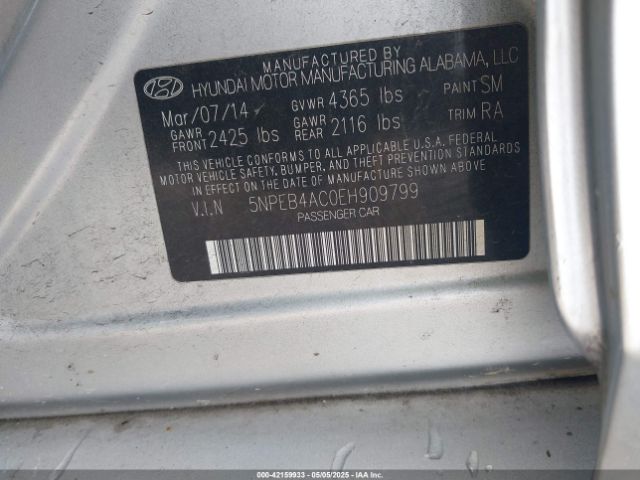 MANUFACTURED BY
HYUNDAI MOTOR MANUFACTURING ALABAMA, LLC
Mar/07/14 GVWR 4365 lbs PAINT SM
GAWR FRONT 2425 lbs GAWR REAR 2116 lbs TRIM RA
THIS VEHICLE CONFORMS TO ALL APPLICABLE U.S.A. FEDERAL
MOTOR VEHICLE SAFETY, BUMPER, AND THEFT PREVENTION
STANDARDS IN EFFECT ON THE DATE OF MANUFACTURE SHOWN ABOVE
V.I.N 5NPEB4AC0EH909799
PASSENGER CAR
000-42159933 - 05/05/2025 - IAAI.COM